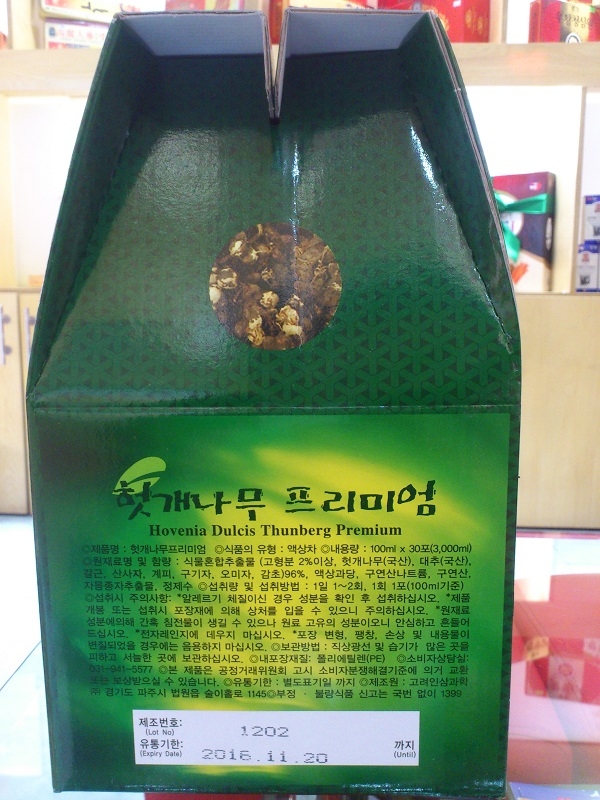 헛개나무 프리미엄
Hovenia Dulcis Thunberg Premium
◎제품명 : 헛개나무프리미엄 ◎식품의 유형 : 액상차 ◎내용량 : 100ml x 30포(3,000ml)
◎원재료명 및 함량 : 식물혼합추출물 (고형분 2%이상, 헛개나무(국산), 대추(국산),
갈근, 산사자, 계피, 구기자, 오미자, 감초)96%, 액상과당, 구연산나트륨, 구연산,
자몽종자추출물, 정제수 ◎섭취량 및 섭취방법 : 1일 1~2회, 1회 1포(100ml기준)
◎섭취시 주의사항: *알레르기 체질이신 경우 성분을 확인 후 섭취하십시오. *제품
개봉 또는 섭취시 포장재에 의해 상처를 입을 수 있으니 주의하십시오. *원재료
성분에의해 간혹 침전물이 생길 수 있으나 원료 고유의 성분이오니 안심하고 흔들어
드십시오. *전자레인지에 데우지 마십시오. *포장 변형, 팽창, 손상 및 내용물이
변질되었을 경우에는 음용하지 마십시오. ◎보관방법 : 직상광선 및 습기가 많은 곳을
피하고 서늘한 곳에 보관하십시오. ◎내포장재질: 폴리에틸렌(PE) ◎소비자상담실:
031-941-5577 ◎본 제품은 공정거래위원회 고시 소비자분쟁해결기준에 의거 교환
또는 보상받으실 수 있습니다. ◎유통기한 : 별도표기일 까지 ◎제조원 : 고려인삼과학
㈜ 경기도 파주시 법원읍 술이홀로 1145◎부정 · 불량식품 신고는 국번 없이 1399
제조번호:
(Lot No)
1202
유통기한:
(Expiry Date)
2016.11.20
까지
(Until)